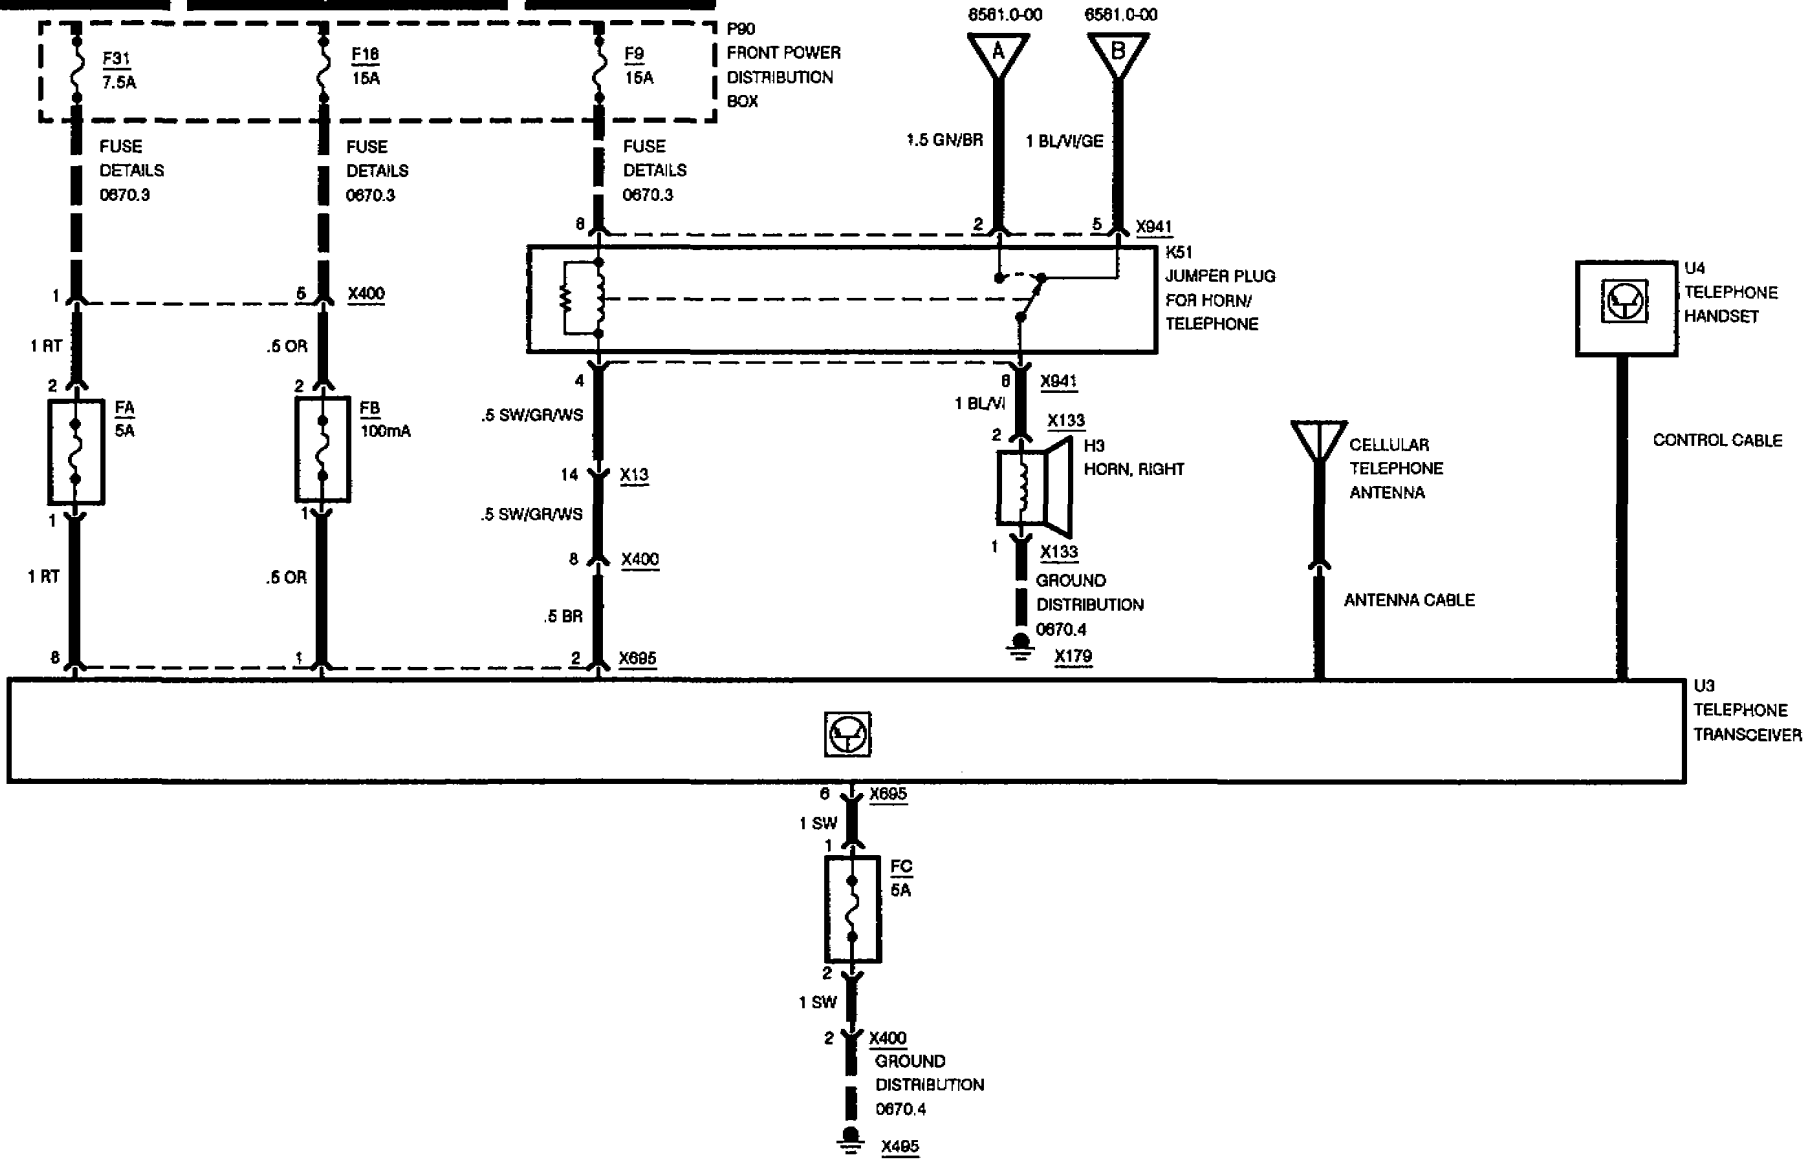 6561.0-00
6561.0-00
P90
FRONT POWER
DISTRIBUTION
BOX
F31
7.5A
F18
15A
F9
15A
A
B
FUSE
DETAILS
0670.3
FUSE
DETAILS
0670.3
FUSE
DETAILS
0670.3
1.5 GN/BR
1 BL/VI/GE
8
2
5
X941
K51
JUMPER PLUG
FOR HORN/
TELEPHONE
U4
TELEPHONE
HANDSET
1
5
X400
1 RT
.5 OR
2
2
FA
5A
FB
100mA
4
6
X941
.5 SW/GR/WS
1 BL/VI
X133
2
H3
HORN, RIGHT
CELLULAR
TELEPHONE
ANTENNA
CONTROL CABLE
14
X13
1
1
.5 SW/GR/WS
1
X133
8
X400
1 RT
.5 OR
GROUND
DISTRIBUTION
0670.4
ANTENNA CABLE
.5 BR
8
1
2
X695
X179
U3
TELEPHONE
TRANSCEIVER
6
X695
1 SW
1
FC
5A
2
1 SW
2
X400
GROUND
DISTRIBUTION
0670.4
X495